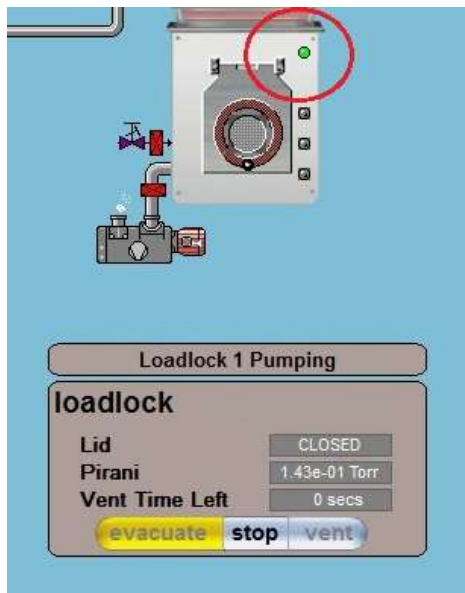 Loadlock 1 Pumping
loadlock
Lid CLOSED
Pirani 1.43e-01 Torr
Vent Time Left 0 secs
evacuate stop vent